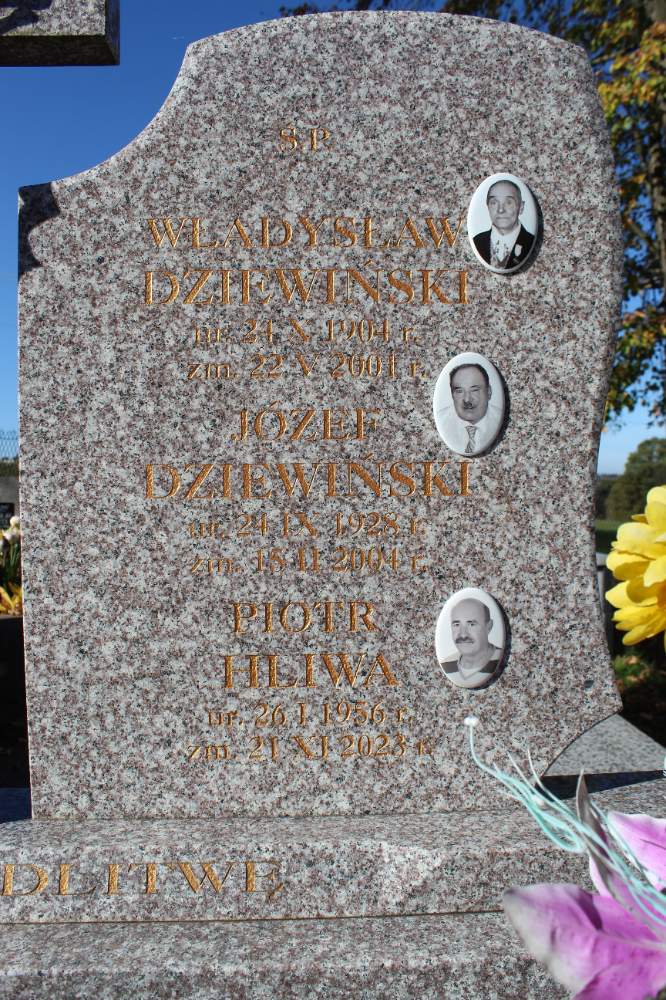 Ś.P.
WŁADYSŁAW
DZIEWIŃSKI
ur. 24 X 1904 r.
zm. 22 V 2001 r.
JÓZEF
DZIEWIŃSKI
ur. 24 IX 1928 r.
zm. 15 II 2004 r.
PIOTR
HLIWA
ur. 26 I 1956 r.
zm. 21 XI 2023 r.
DLITWĘ